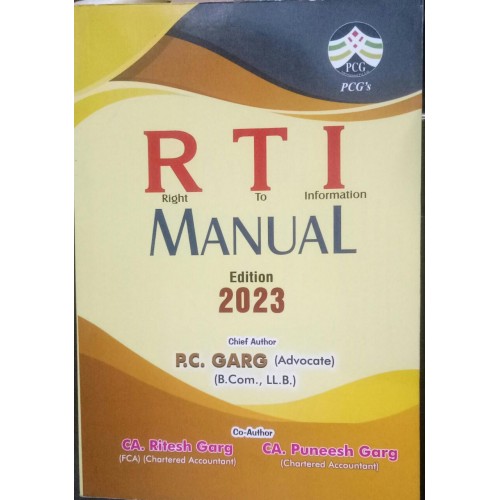 PCG
PCG's
R T I
Right To Information
MANUAL
Edition
2023
Chief Author
P.C. GARG (Advocate)
(B.Com., LL.B.)
Co-Author
CA. Ritesh Garg CA. Puneesh Garg
(FCA) (Chartered Accountant) (Chartered Accountant)